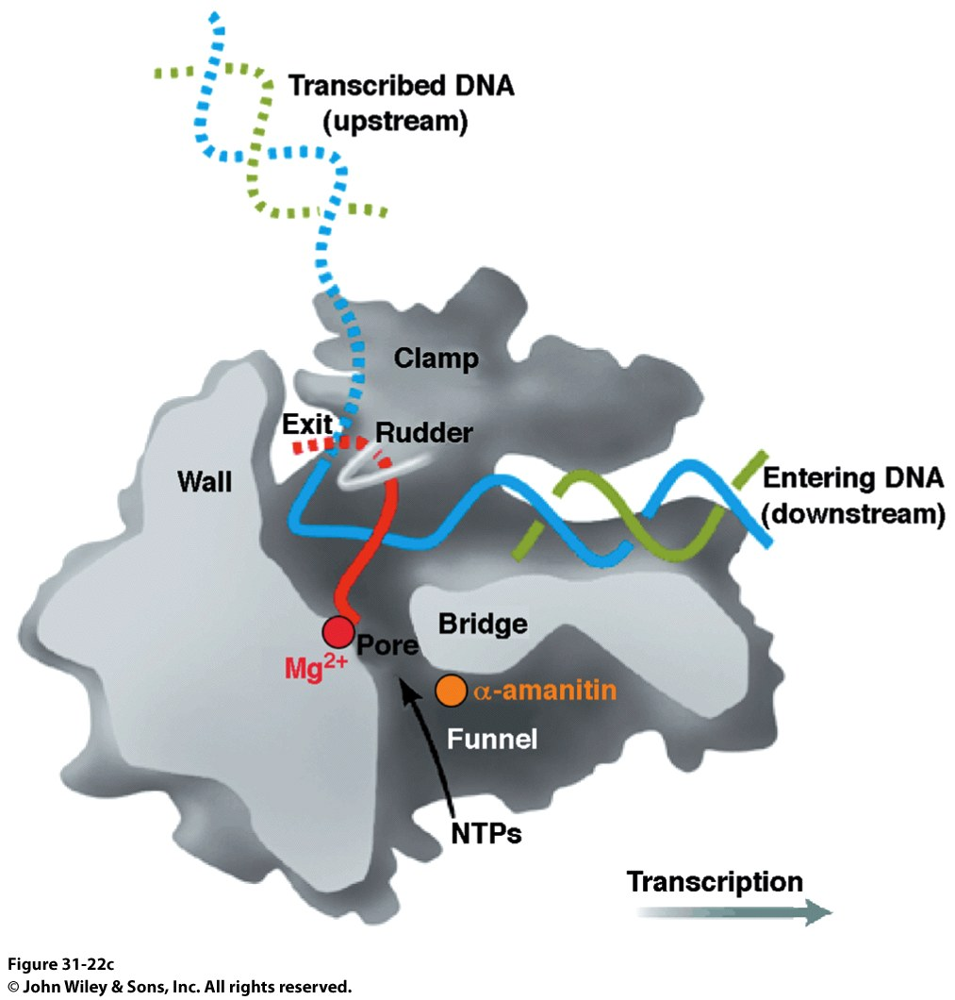 Transcribed DNA
(upstream)
Clamp
Exit
Rudder
Wall
Entering DNA
(downstream)
Bridge
Pore
Mg²⁺
α-amanitin
Funnel
NTPs
Transcription
Figure 31-22c
© John Wiley & Sons, Inc. All rights reserved.